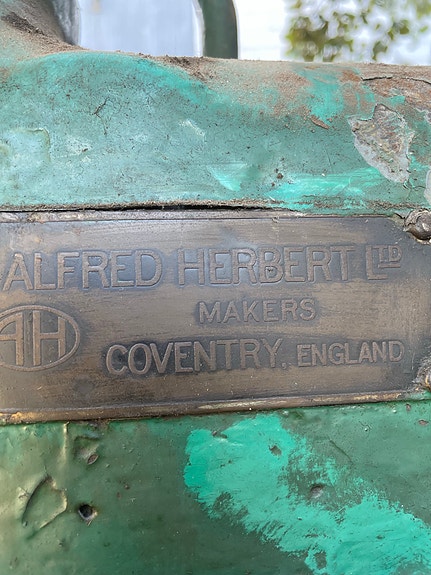 ALFRED HERBERT LTD
MAKERS
AH
COVENTRY, ENGLAND